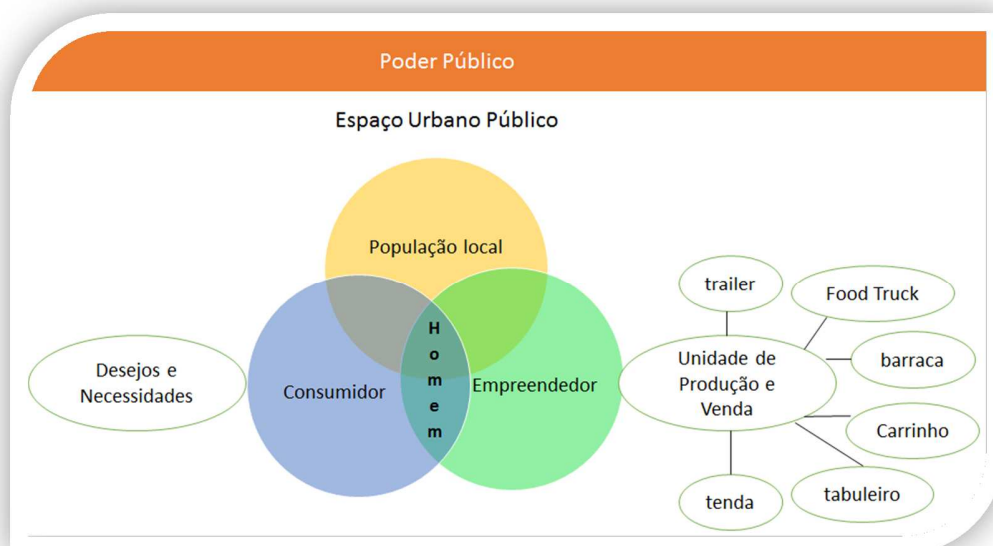 Poder Público
Espaço Urbano Público
População local
Desejos e
Necessidades
Consumidor
Homem
Empreendedor
Unidade de
Produção e
Venda
trailer
Food Truck
barraca
Carrinho
tabuleiro
tenda